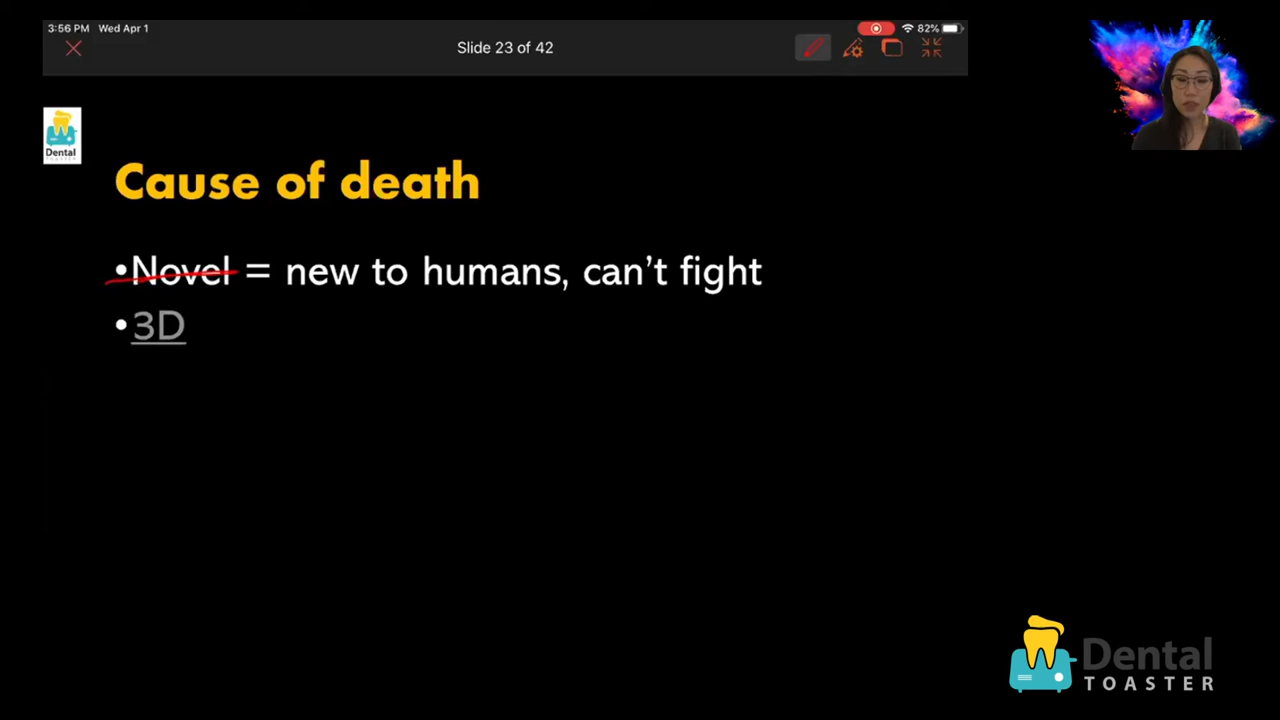 3:56 PM Wed Apr 1
82%
Slide 23 of 42
Dental
Cause of death
•Novel = new to humans, can't fight
•3D
Dental
TOASTER